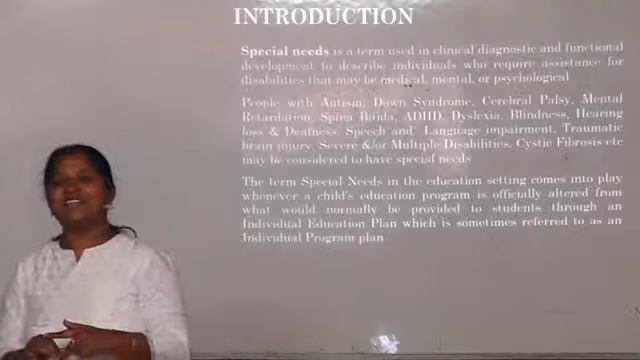 INTRODUCTION
Special needs is a term used in clinical diagnostic and functional
development to describe individuals who require assistance for
disabilities that may be medical, mental, or psychological
People with Autism, Down Syndrome, Cerebral Palsy, Mental
Retardation, Spina Bifida, ADHD, Dyslexia, Blindness, Hearing
loss & Deafness, Speech and Language impairment, Traumatic
brain injury, Severe &/or Multiple Disabilities, Cystic Fibrosis etc
may be considered to have special needs
The term Special Needs in the education setting comes into play
whenever a child's education program is officially altered from
what would normally be provided to students through an
Individual Education Plan which is sometimes referred to as an
Individual Program plan